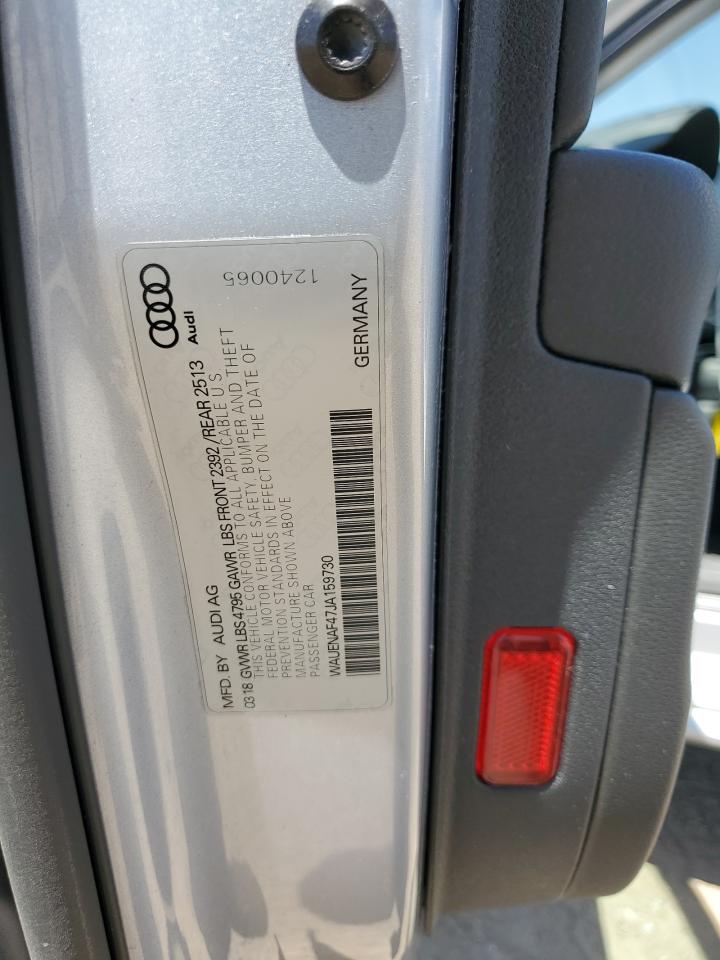 Audi
1240065
MFD. BY AUDI AG
03 18 GVWR LBS 4795 GAWR LBS FRONT 2392 / REAR 2513
THIS VEHICLE CONFORMS TO ALL APPLICABLE U S
FEDERAL MOTOR VEHICLE SAFETY, BUMPER AND THEFT
PREVENTION STANDARDS IN EFFECT ON THE DATE OF
MANUFACTURE SHOWN ABOVE
PASSENGER CAR
WAUENAF47JA159730
GERMANY